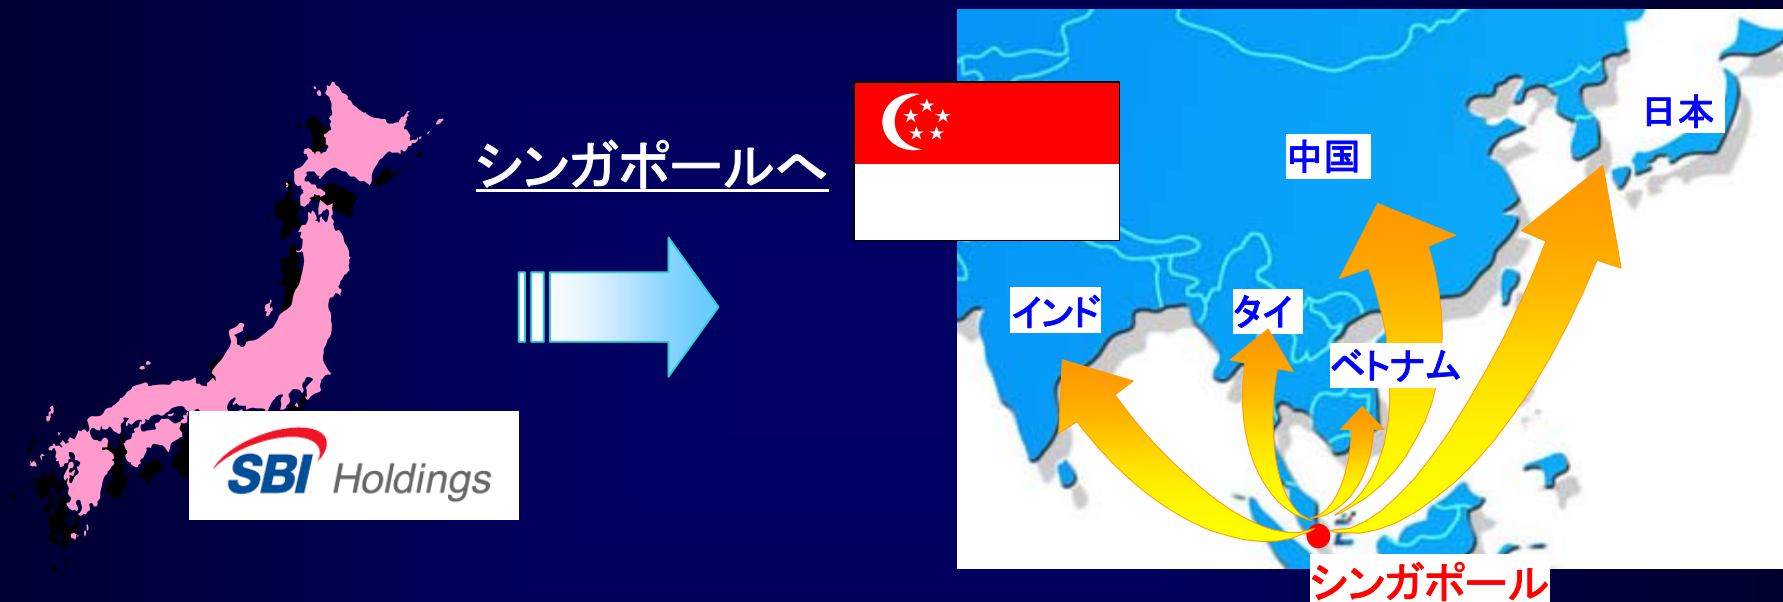 シンガポールへ
SBI Holdings
日本
中国
インド
タイ
ベトナム
シンガポール